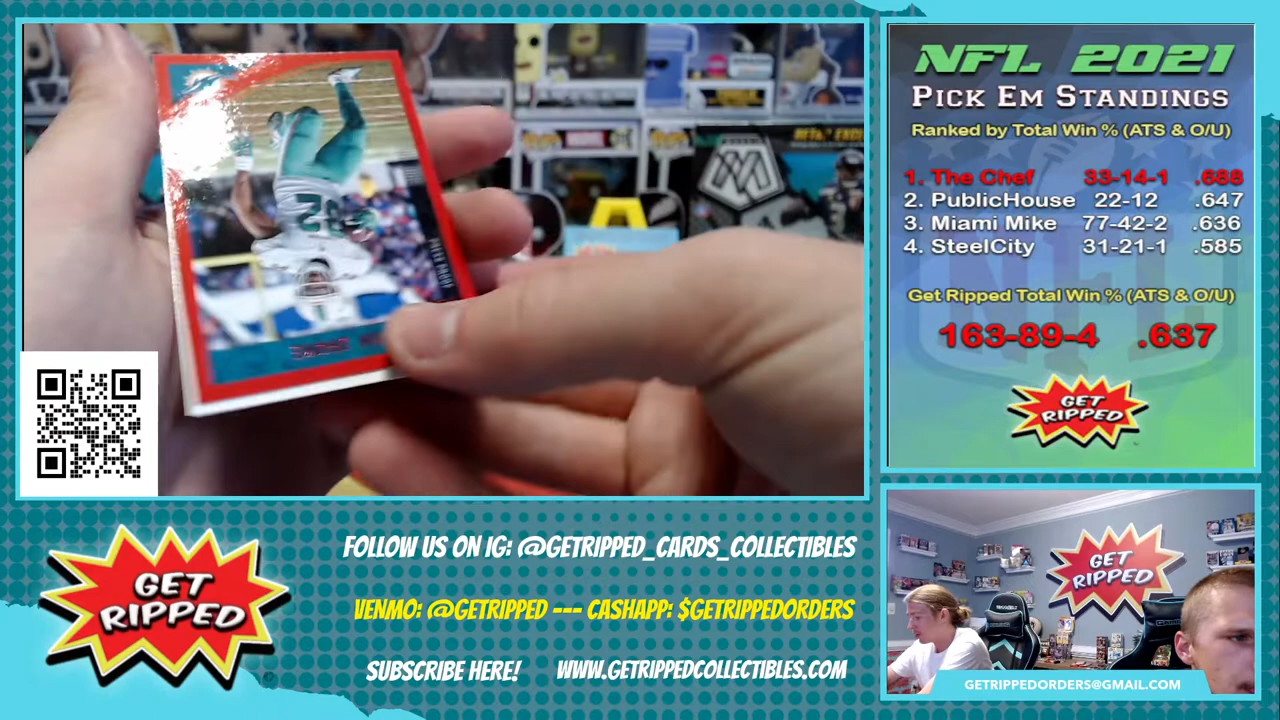 NFL 2021
PICK EM STANDINGS
Ranked by Total Win % (ATS & O/U)
1. The Chef 33-14-1 .688
2. PublicHouse 22-12 .647
3. Miami Mike 77-42-2 .636
4. SteelCity 31-21-1 .585
Get Ripped Total Win % (ATS & O/U)
163-89-4 .637
GET
RIPPED
GET
RIPPED
FOLLOW US ON IG: @GETRIPPED_CARDS_COLLECTIBLES
VENMO: @GETRIPPED --- CASHAPP: $GETRIPPEDORDERS
SUBSCRIBE HERE! WWW.GETRIPPEDCOLLECTIBLES.COM
GET
RIPPED
GETRIPPEDORDERS@GMAIL.COM